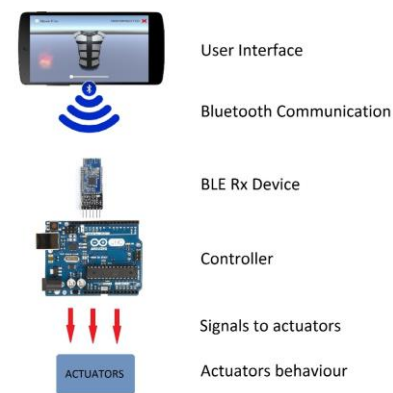 User Interface
Bluetooth Communication
BLE Rx Device
Controller
Signals to actuators
ACTUATORS
Actuators behaviour